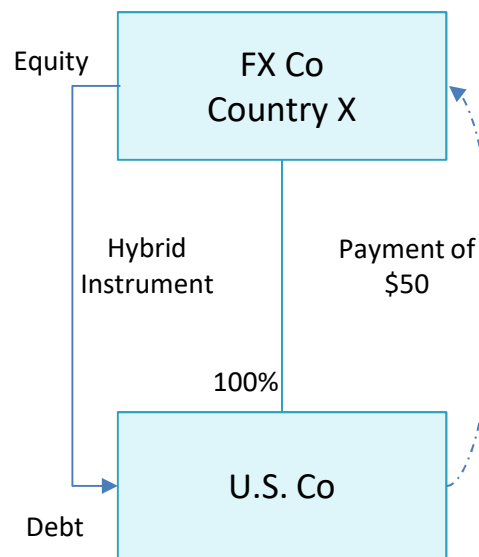 Equity
FX Co
Country X
Hybrid
Instrument
Payment of
$50
100%
U.S. Co
Debt